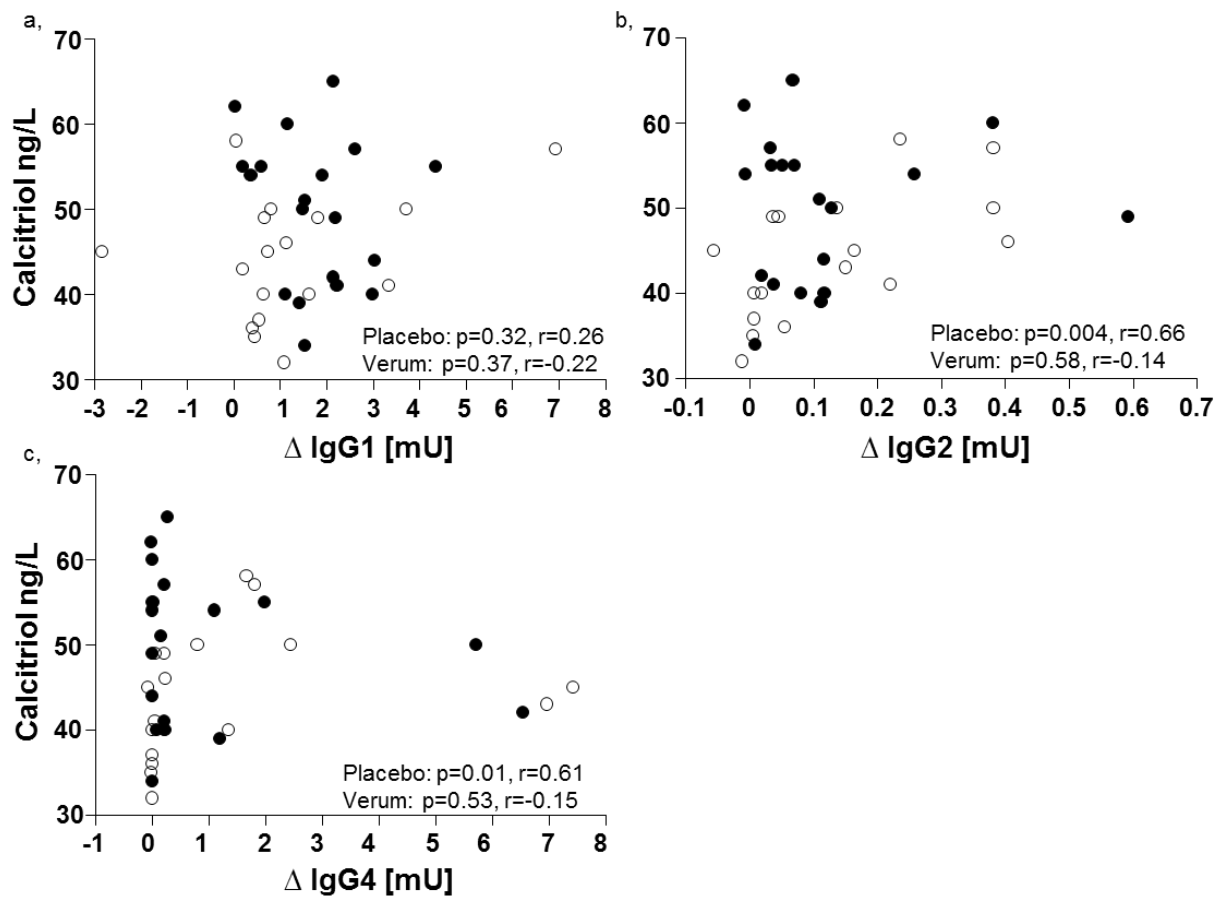 a,
70
60
50
40
30
Calcitriol ng/L
Placebo: p=0.32, r=0.26
Verum: p=0.37, r=-0.22
-3 -2 -1 0 1 2 3 4 5 6 7 8
Δ IgG1 [mU]
b,
70
60
50
40
30
Placebo: p=0.004, r=0.66
Verum: p=0.58, r=-0.14
-0.1 0 0.1 0.2 0.3 0.4 0.5 0.6 0.7
Δ IgG2 [mU]
c,
70
60
50
40
30
Calcitriol ng/L
Placebo: p=0.01, r=0.61
Verum: p=0.53, r=-0.15
-1 0 1 2 3 4 5 6 7 8
Δ IgG4 [mU]